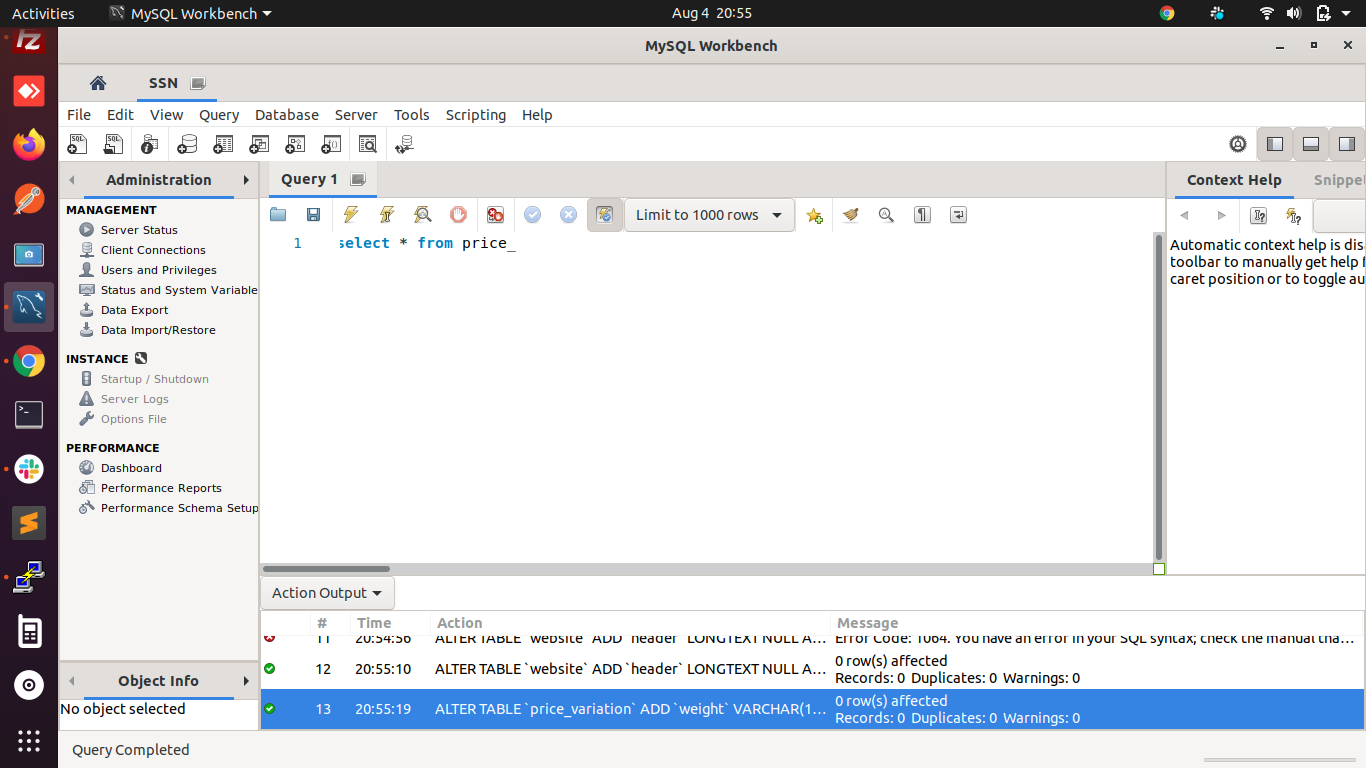 Activities
MySQL Workbench
Aug 4 20:55
MySQL Workbench
SSN
File Edit View Query Database Server Tools Scripting Help
Administration
MANAGEMENT
Server Status
Client Connections
Users and Privileges
Status and System Variable
Data Export
Data Import/Restore
INSTANCE
Startup / Shutdown
Server Logs
Options File
PERFORMANCE
Dashboard
Performance Reports
Performance Schema Setup
Object Info
No object selected
Query 1
Limit to 1000 rows
1 select * from price_
Context Help
Snippet
Automatic context help is dis
toolbar to manually get help f
caret position or to toggle au
Action Output
# Time Action Message
11 20:54:56 ALTER TABLE `website` ADD `header` LONGTEXT NULL A... Error Code: 1064. You have an error in your SQL syntax; check the manual tha...
12 20:55:10 ALTER TABLE `website` ADD `header` LONGTEXT NULL A... 0 row(s) affected
Records: 0 Duplicates: 0 Warnings: 0
13 20:55:19 ALTER TABLE `price_variation` ADD `weight` VARCHAR(1... 0 row(s) affected
Records: 0 Duplicates: 0 Warnings: 0
Query Completed